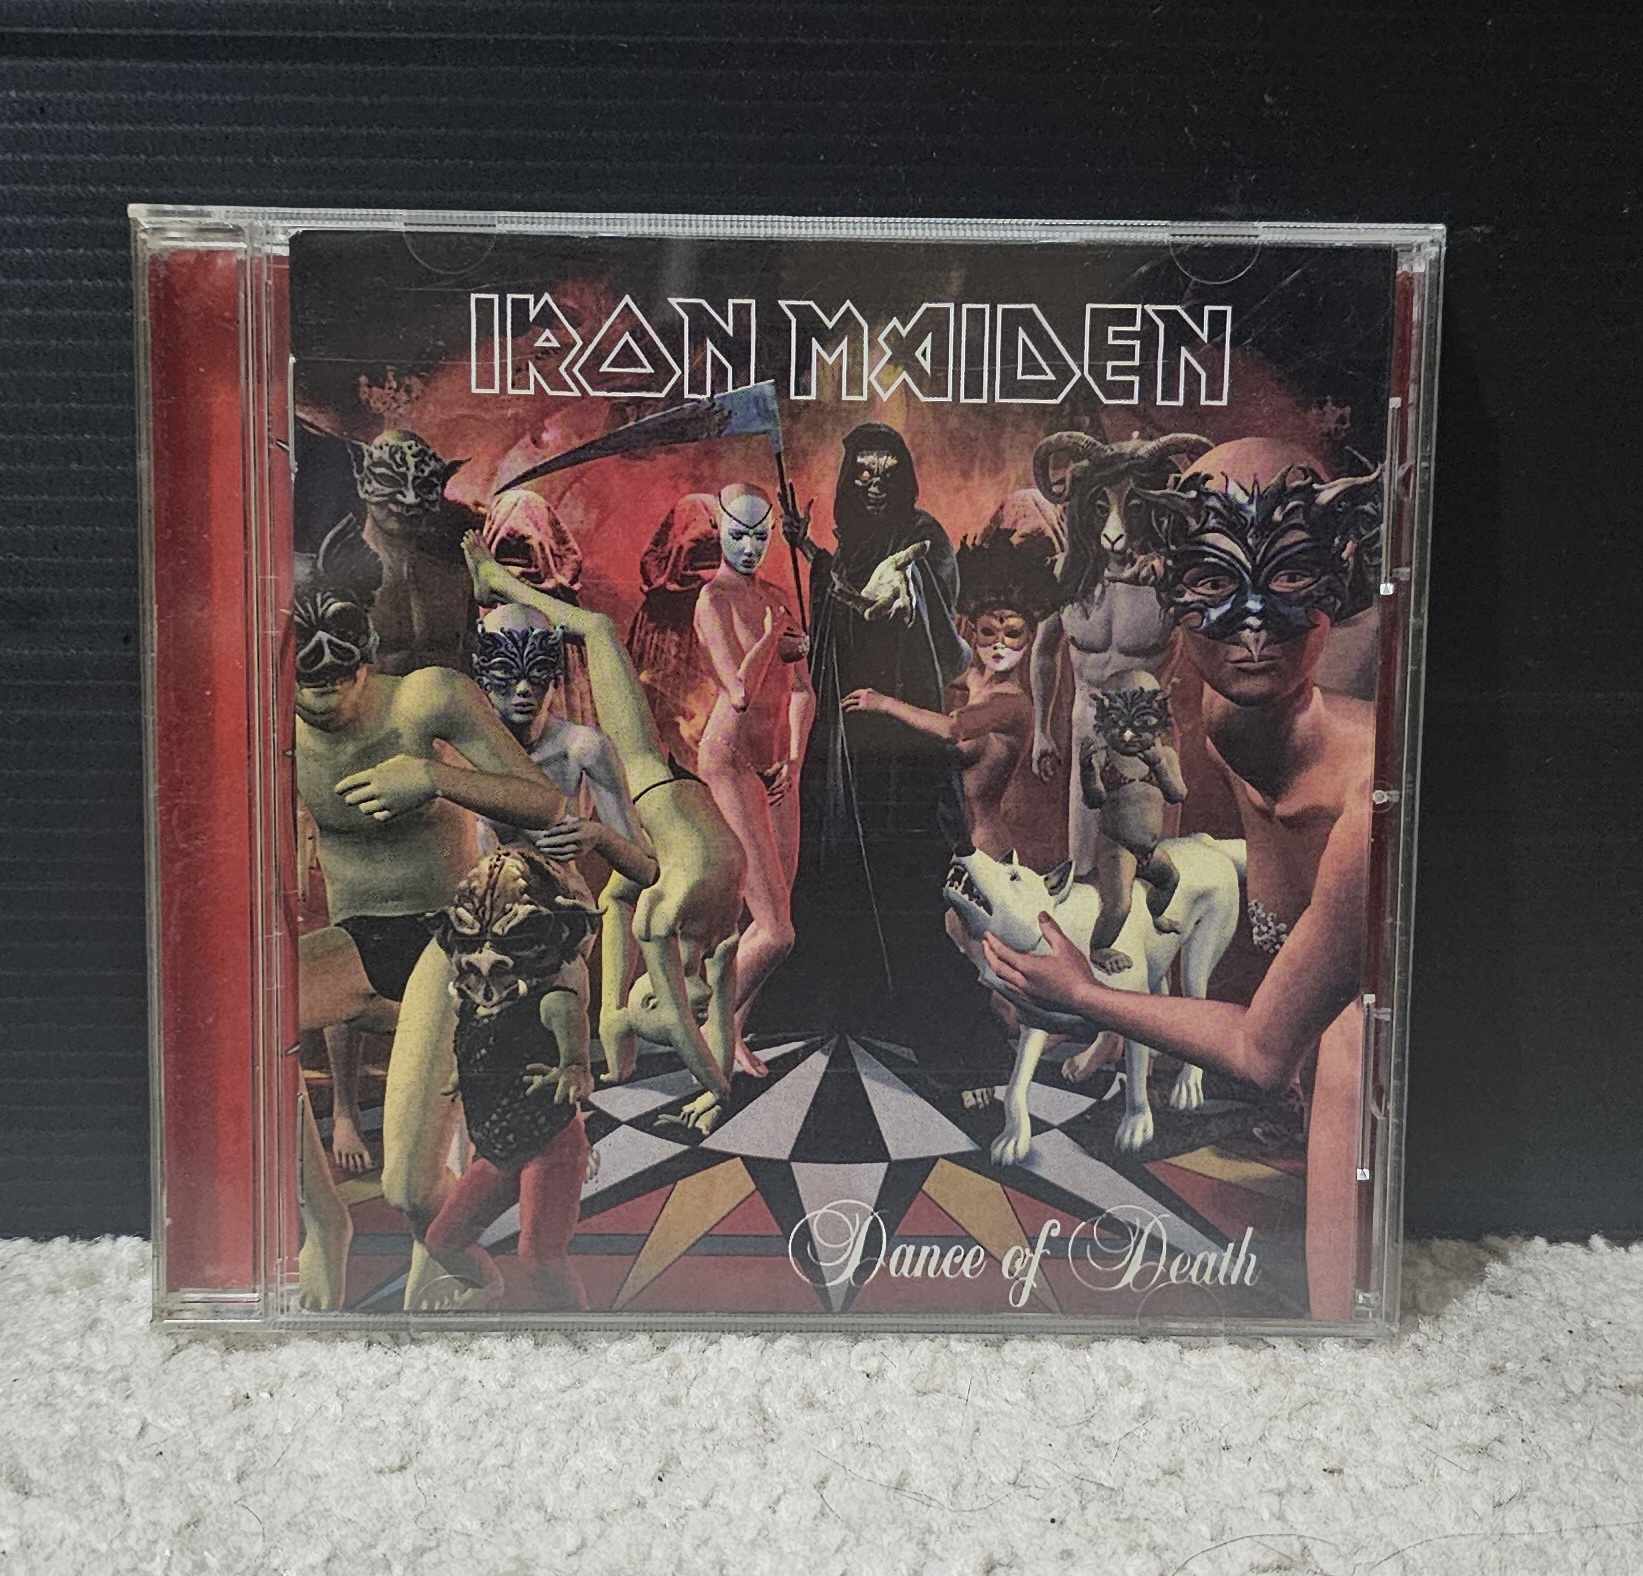 IRON MAIDEN
Dance of Death